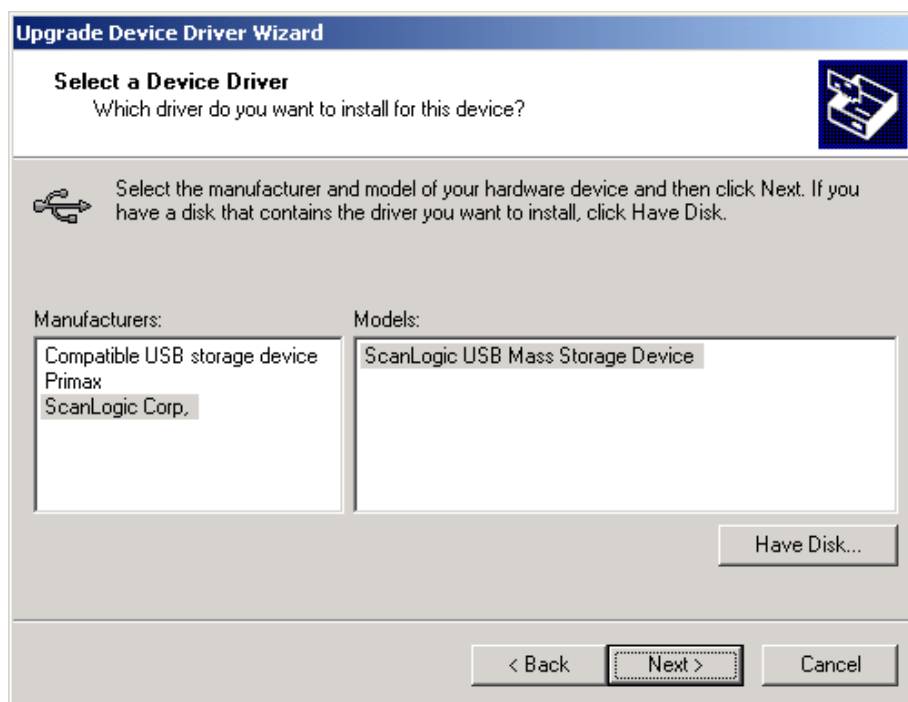 Upgrade Device Driver Wizard
Select a Device Driver
Which driver do you want to install for this device?
Select the manufacturer and model of your hardware device and then click Next. If you
have a disk that contains the driver you want to install, click Have Disk.
Manufacturers:
Compatible USB storage device
Primax
ScanLogic Corp,
Models:
ScanLogic USB Mass Storage Device
Have Disk...
< Back
Next >
Cancel